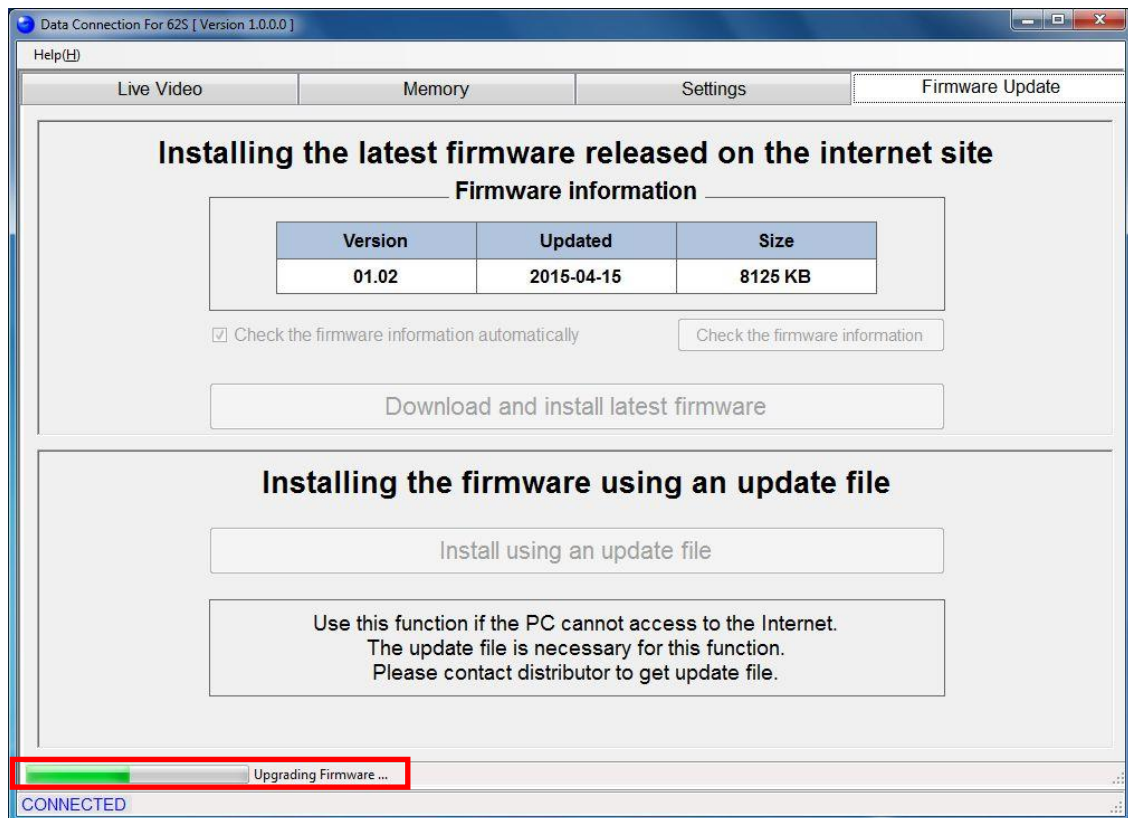 Data Connection For 62S [ Version 1.0.0.0 ]
Help(H)
Live Video Memory Settings Firmware Update
Installing the latest firmware released on the internet site
Firmware information
Version Updated Size
01.02 2015-04-15 8125 KB
Check the firmware information automatically Check the firmware information
Download and install latest firmware
Installing the firmware using an update file
Install using an update file
Use this function if the PC cannot access to the Internet.
The update file is necessary for this function.
Please contact distributor to get update file.
Upgrading Firmware ...
CONNECTED